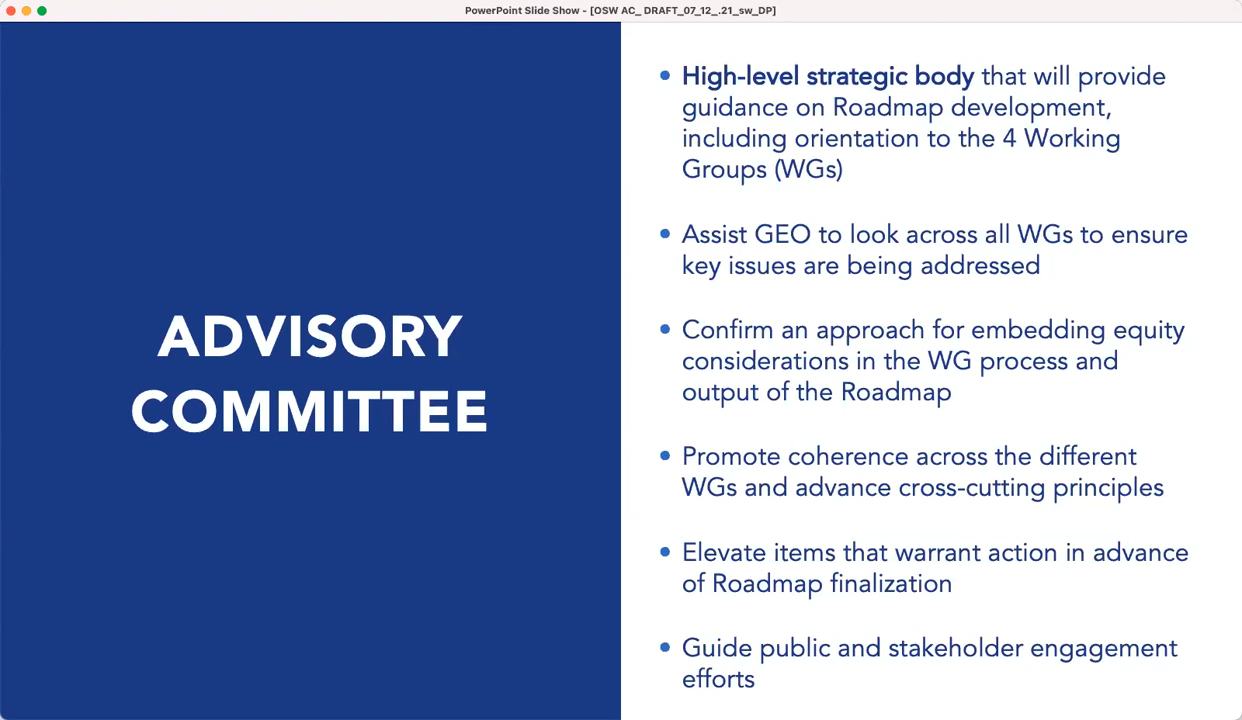 PowerPoint Slide Show - [OSW AC_ DRAFT_07_12_.21_sw_DP]
ADVISORY
COMMITTEE
• High-level strategic body that will provide
guidance on Roadmap development,
including orientation to the 4 Working
Groups (WGs)
• Assist GEO to look across all WGs to ensure
key issues are being addressed
• Confirm an approach for embedding equity
considerations in the WG process and
output of the Roadmap
• Promote coherence across the different
WGs and advance cross-cutting principles
• Elevate items that warrant action in advance
of Roadmap finalization
• Guide public and stakeholder engagement
efforts